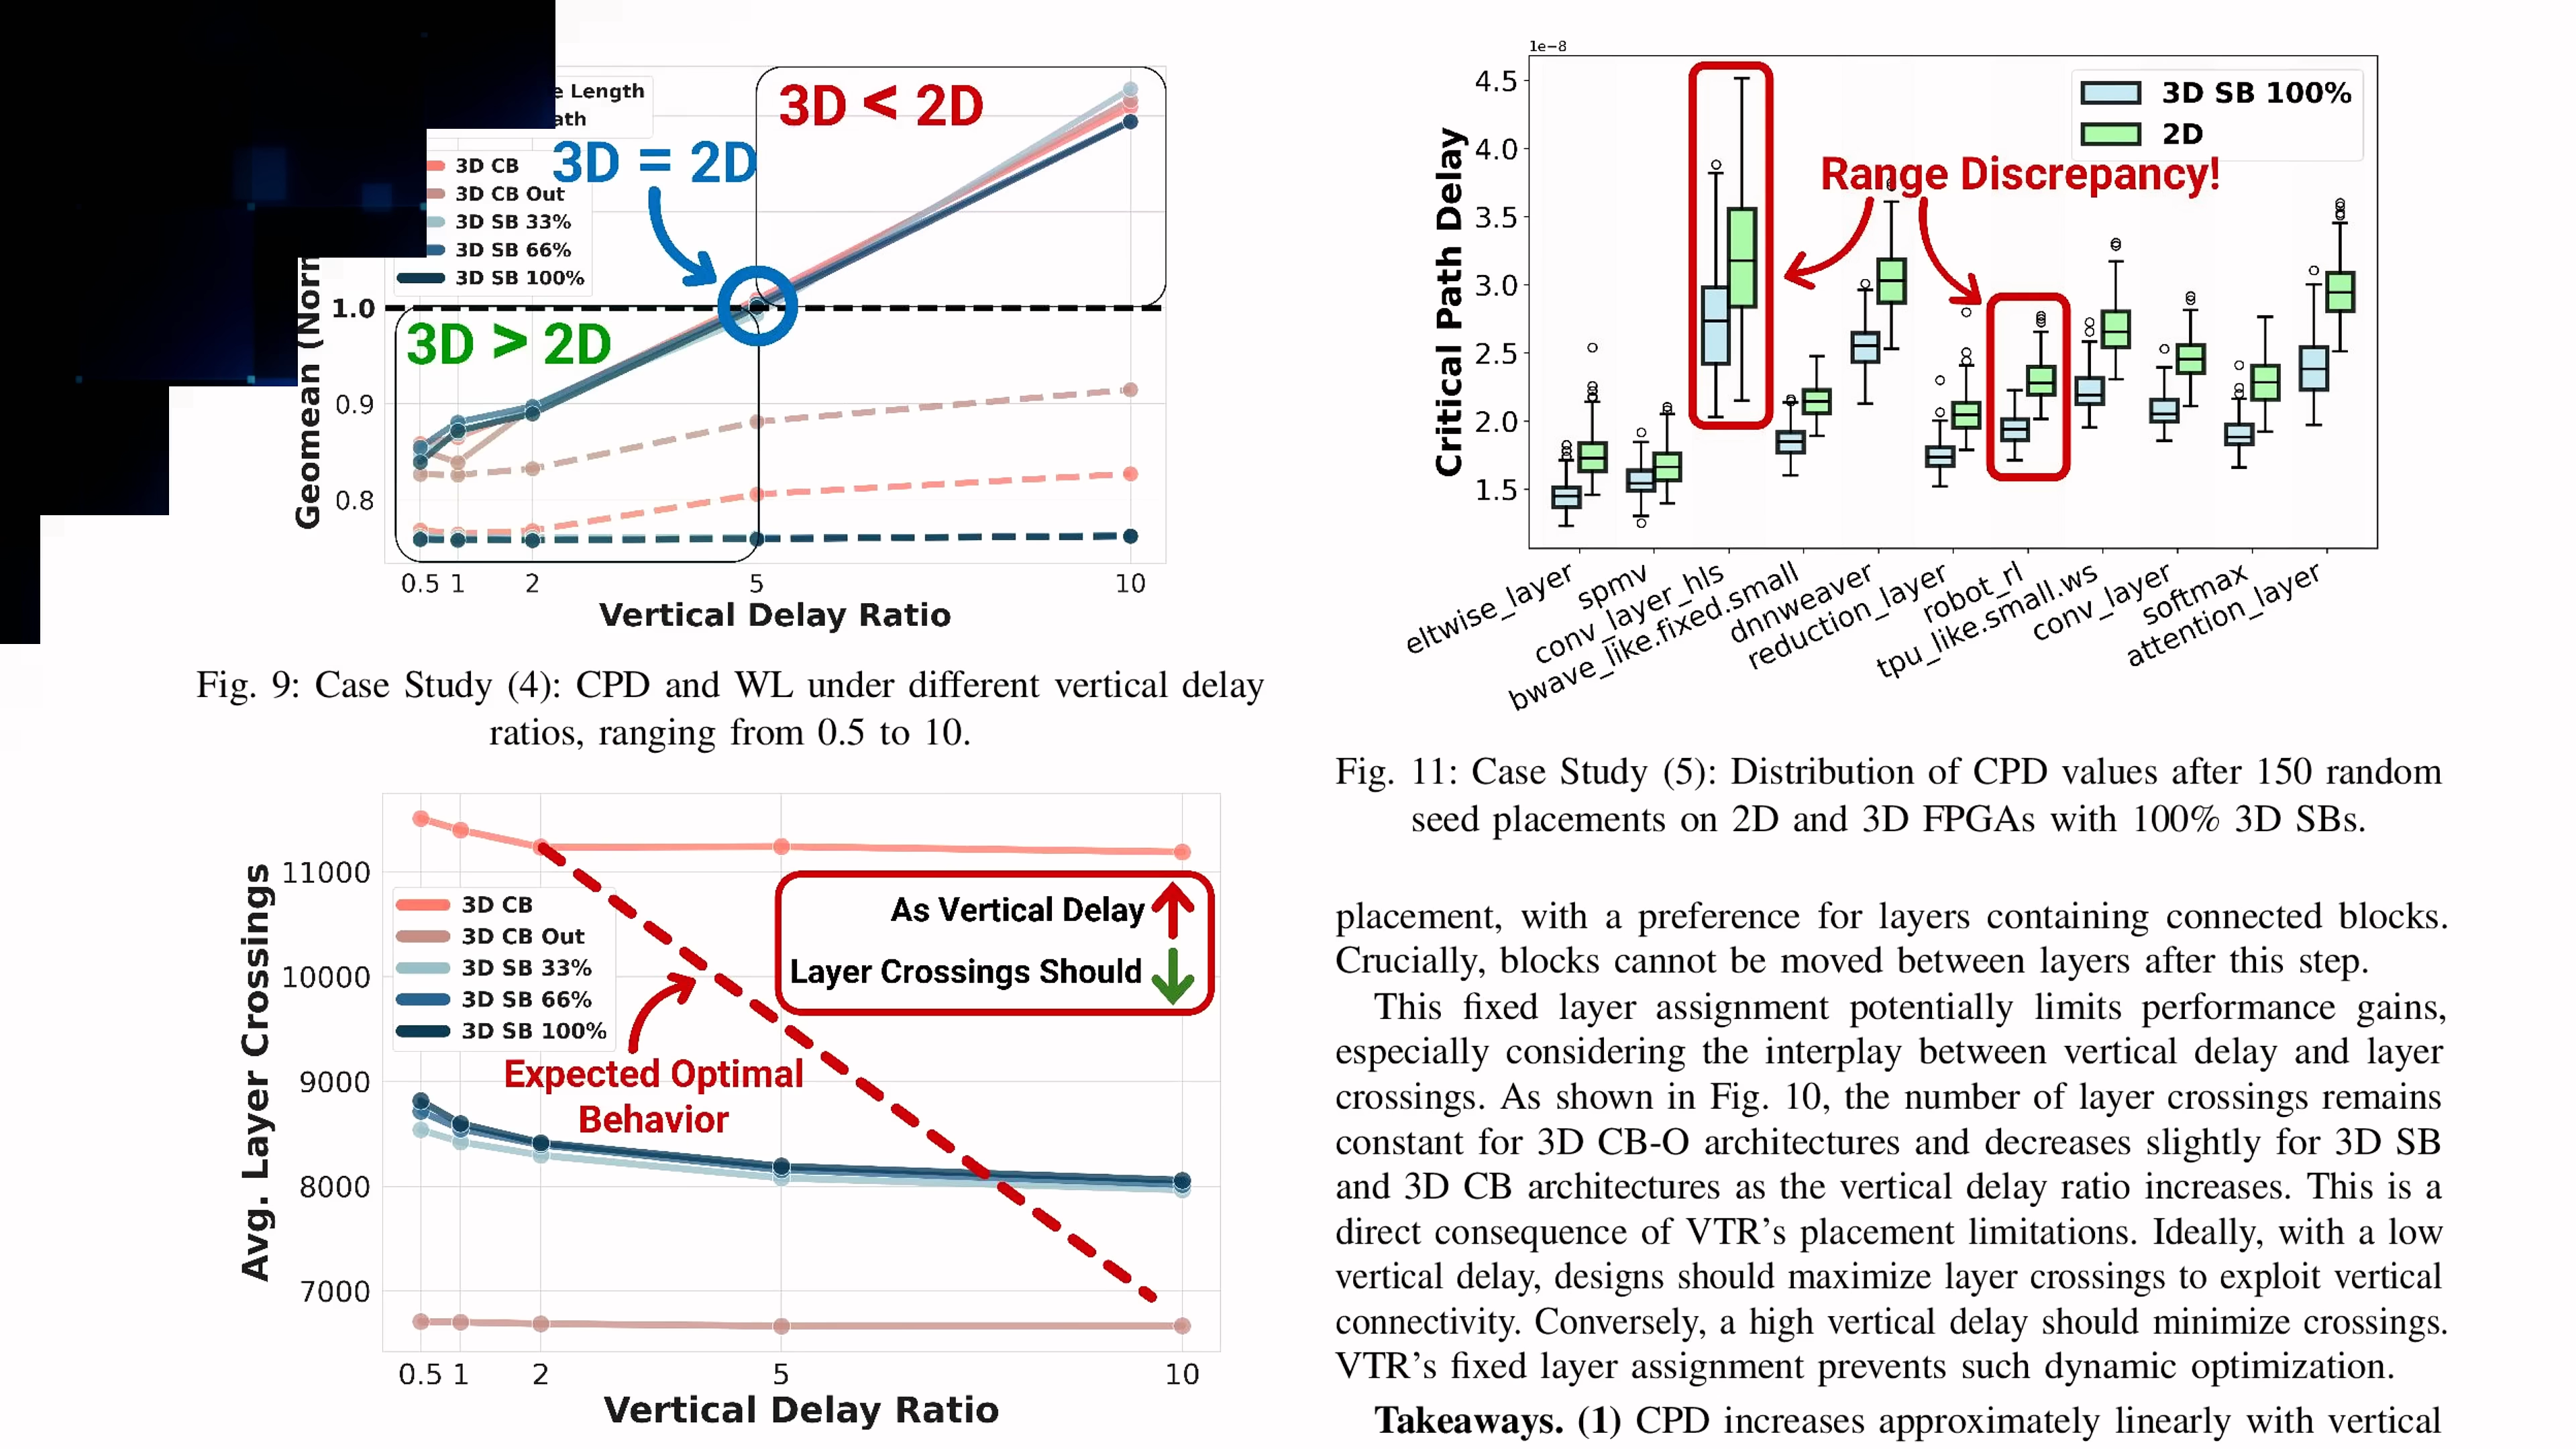 e Length
ath
3D CB
3D CB Out
3D SB 33%
3D SB 66%
3D SB 100%
3D = 2D
3D < 2D
3D > 2D
Geomean (Norm
1.0
0.9
0.8
0.5 1 2 5 10
Vertical Delay Ratio
Fig. 9: Case Study (4): CPD and WL under different vertical delay
ratios, ranging from 0.5 to 10.
Avg. Layer Crossings
11000
10000
9000
8000
7000
3D CB
3D CB Out
3D SB 33%
3D SB 66%
3D SB 100%
As Vertical Delay
Layer Crossings Should
Expected Optimal
Behavior
0.5 1 2 5 10
Vertical Delay Ratio
1e−8
Critical Path Delay
4.5
4.0
3.5
3.0
2.5
2.0
1.5
3D SB 100%
2D
Range Discrepancy!
eltwise_layer
spmv
conv_layer_hls
bwave_like.fixed.small
dnnweaver
reduction_layer
robot_rl
tpu_like.small.ws
conv_layer
softmax
attention_layer
Fig. 11: Case Study (5): Distribution of CPD values after 150 random
seed placements on 2D and 3D FPGAs with 100% 3D SBs.
placement, with a preference for layers containing connected blocks.
Crucially, blocks cannot be moved between layers after this step.
This fixed layer assignment potentially limits performance gains,
especially considering the interplay between vertical delay and layer
crossings. As shown in Fig. 10, the number of layer crossings remains
constant for 3D CB-O architectures and decreases slightly for 3D SB
and 3D CB architectures as the vertical delay ratio increases. This is a
direct consequence of VTR's placement limitations. Ideally, with a low
vertical delay, designs should maximize layer crossings to exploit vertical
connectivity. Conversely, a high vertical delay should minimize crossings.
VTR's fixed layer assignment prevents such dynamic optimization.
Takeaways. (1) CPD increases approximately linearly with vertical